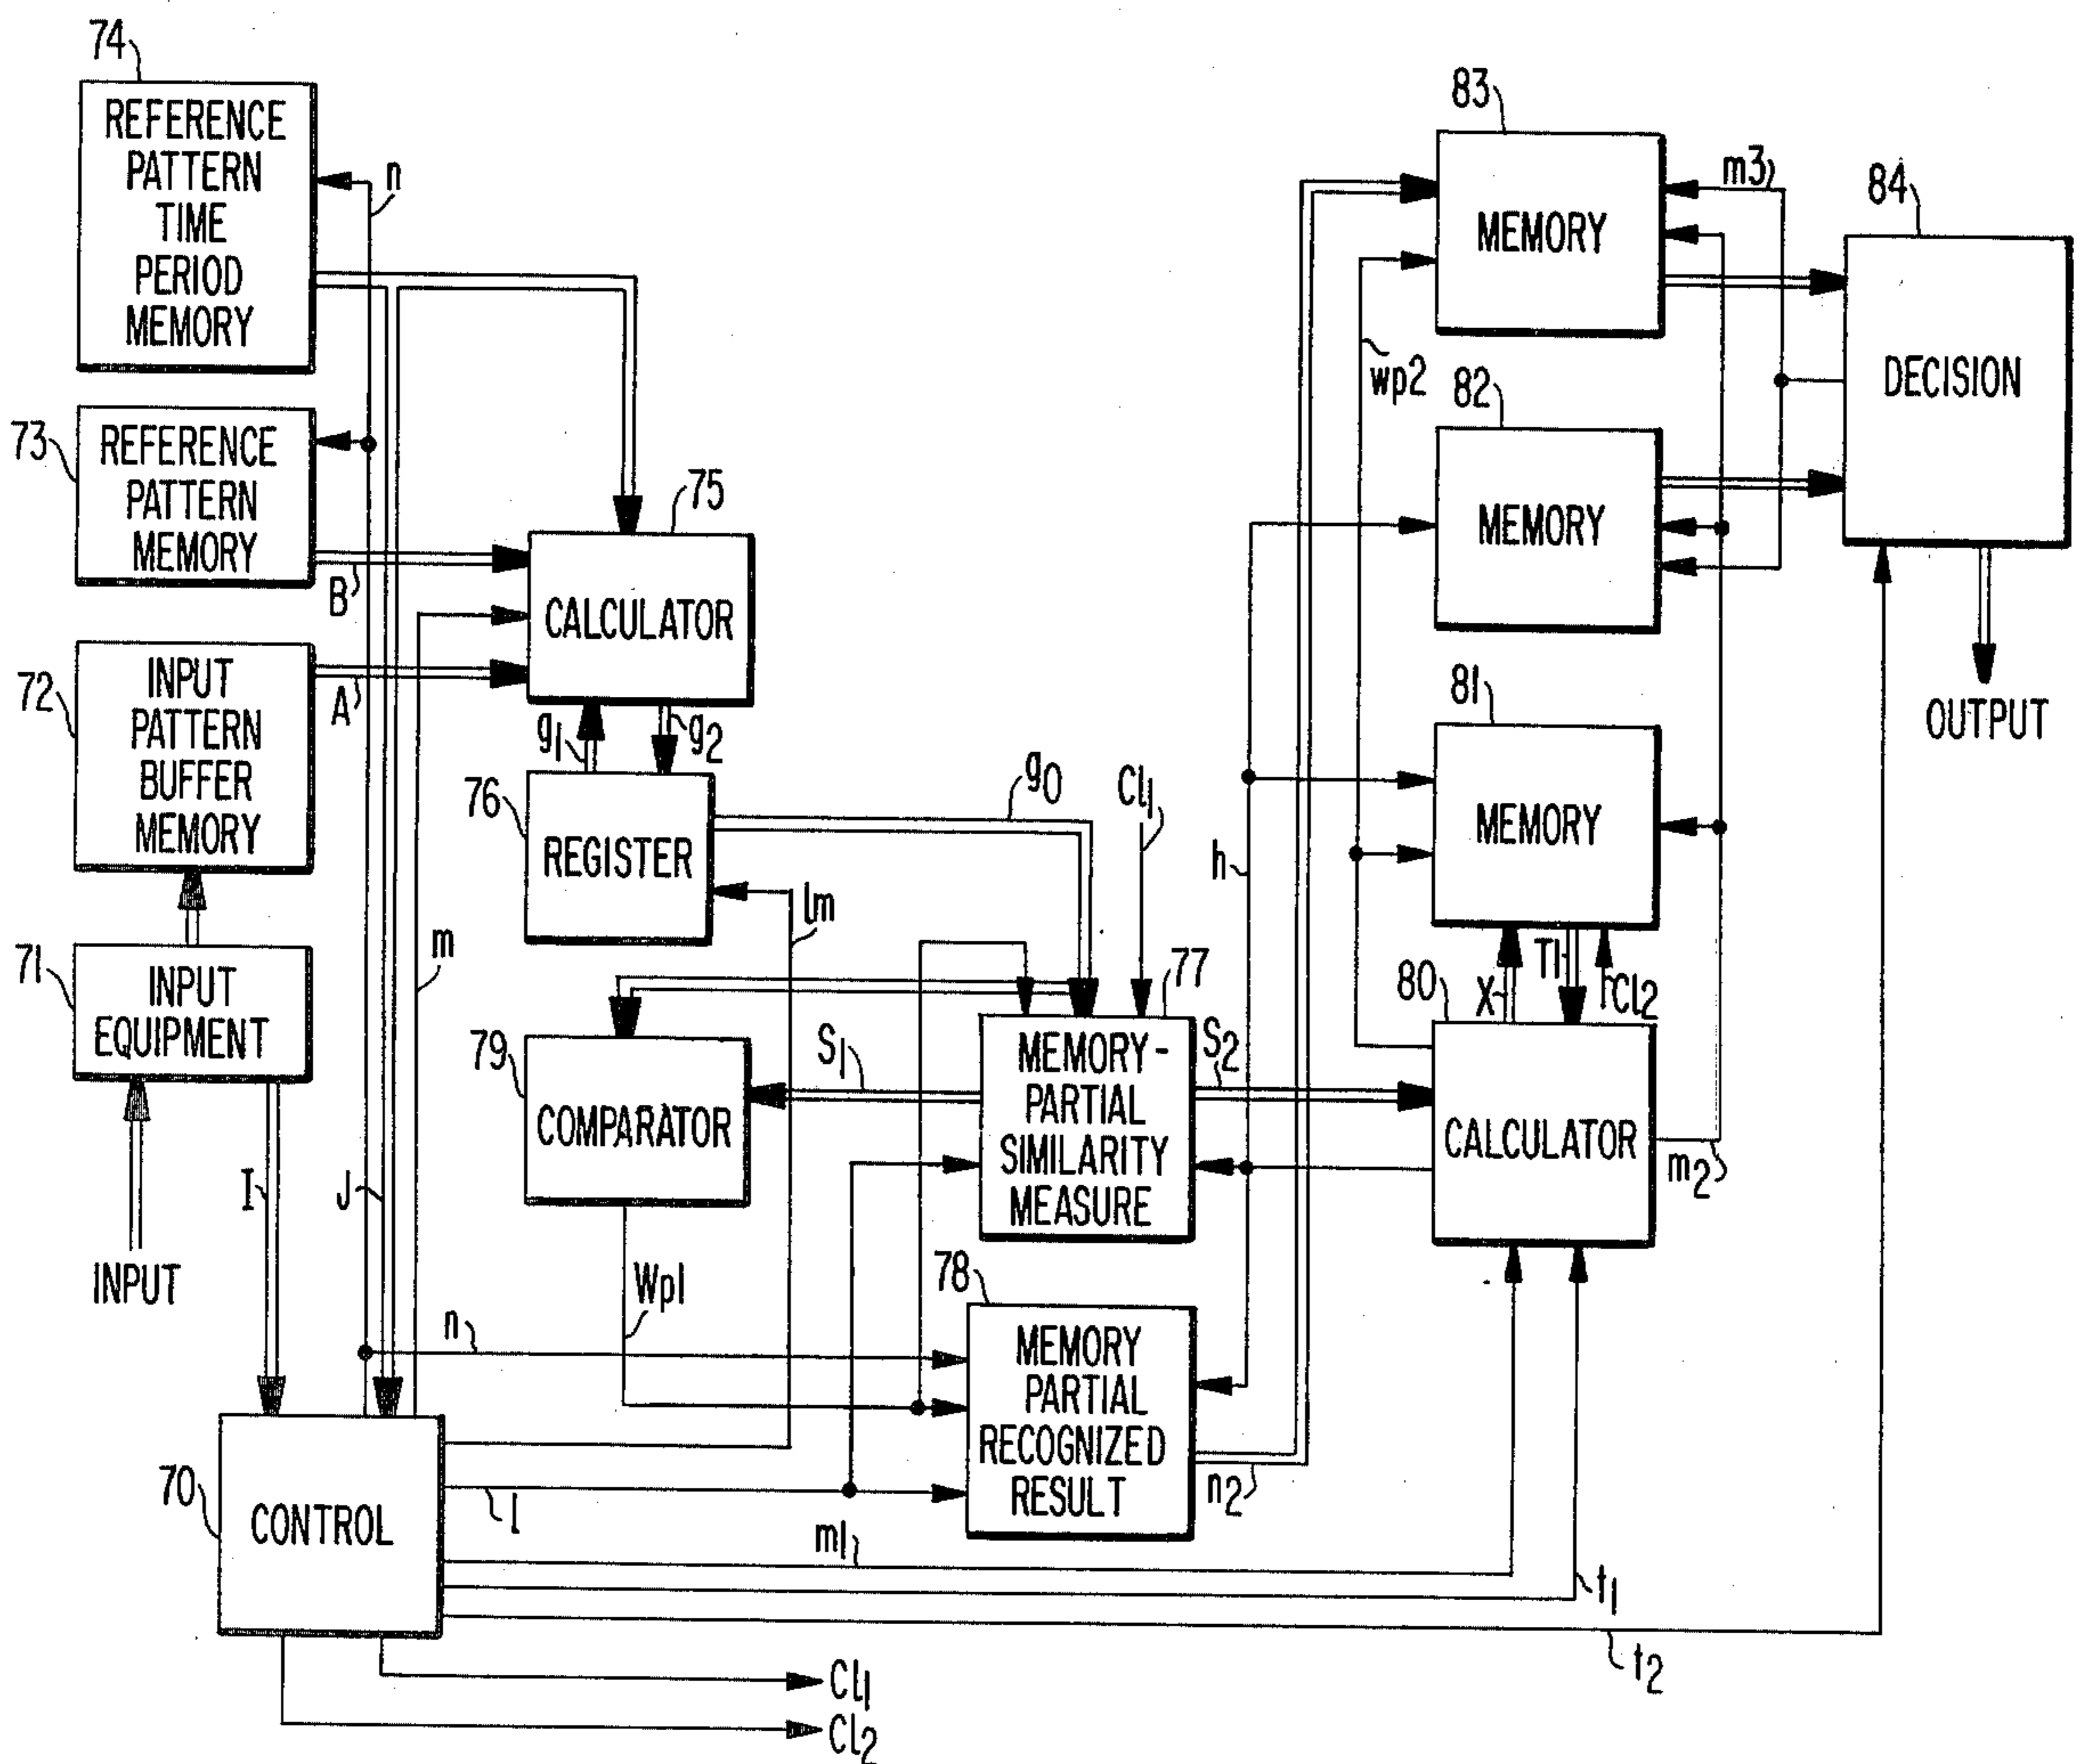 74
REFERENCE
PATTERN
TIME
PERIOD
MEMORY
n
73
REFERENCE
PATTERN
MEMORY
B
72
INPUT
PATTERN
BUFFER
MEMORY
A
71
INPUT
EQUIPMENT
INPUT
I
J
m
75
CALCULATOR
g1
g2
76
REGISTER
g0
lm
Cl1
79
COMPARATOR
S1
77
MEMORY-
PARTIAL
SIMILARITY
MEASURE
S2
Wp1
n
78
MEMORY
PARTIAL
RECOGNIZED
RESULT
n2
70
CONTROL
l
m1
t1
t2
Cl1
Cl2
83
MEMORY
m3
wp2
82
MEMORY
h
81
MEMORY
X
T1
Cl2
80
CALCULATOR
m2
84
DECISION
OUTPUT